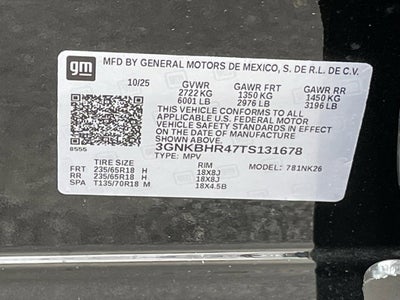 gm
MFD BY GENERAL MOTORS DE MEXICO, S. DE R.L. DE C.V.
10/25 GVWR GAWR FRT GAWR RR
2722 KG 1350 KG 1450 KG
6001 LB 2976 LB 3196 LB
THIS VEHICLE CONFORMS TO ALL
APPLICABLE U.S. FEDERAL MOTOR
VEHICLE SAFETY STANDARDS IN EFFECT ON
THE DATE OF MANUFACTURE
SHOWN ABOVE.
8555 3GNKBHR47TS131678
TYPE: MPV MODEL: 781NK26
TIRE SIZE RIM
FRT 235/65R18 H 18X8J
RR 235/65R18 H 18X8J
SPA T135/70R18 M 18X4.5B